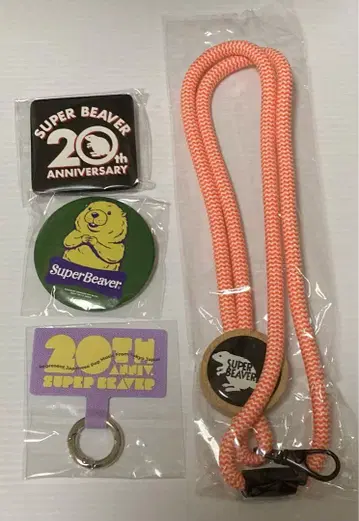 SUPER BEAVER
20th
ANNIVERSARY
SuperBeaver
20TH
ANNIV.
SUPER BEAVER
SUPER
BEAVER